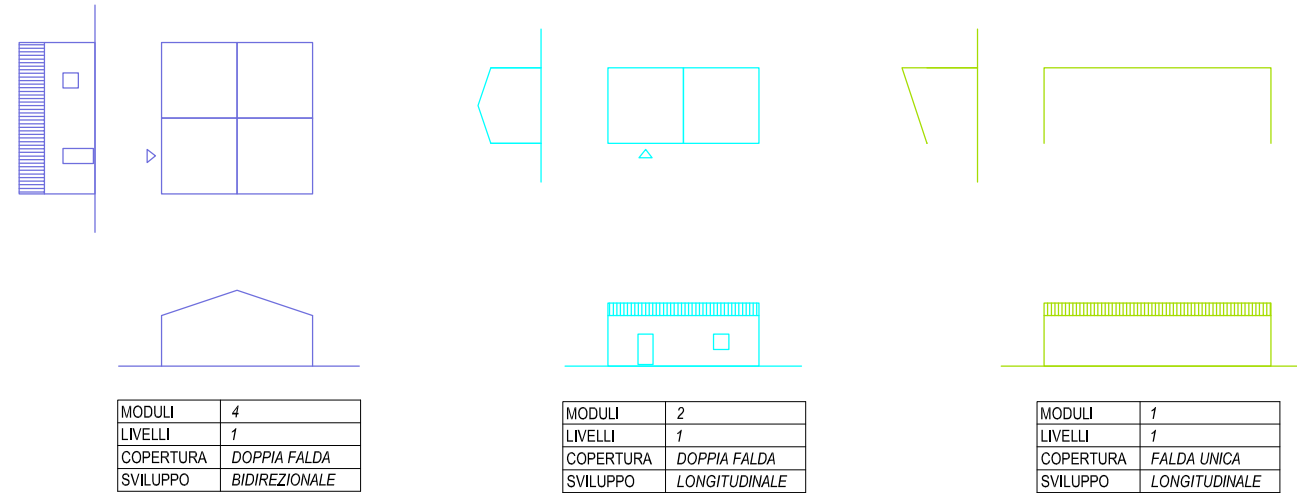 MODULI 4
LIVELLI 1
COPERTURA DOPPIA FALDA
SVILUPPO BIDIREZIONALE
MODULI 2
LIVELLI 1
COPERTURA DOPPIA FALDA
SVILUPPO LONGITUDINALE
MODULI 1
LIVELLI 1
COPERTURA FALDA UNICA
SVILUPPO LONGITUDINALE